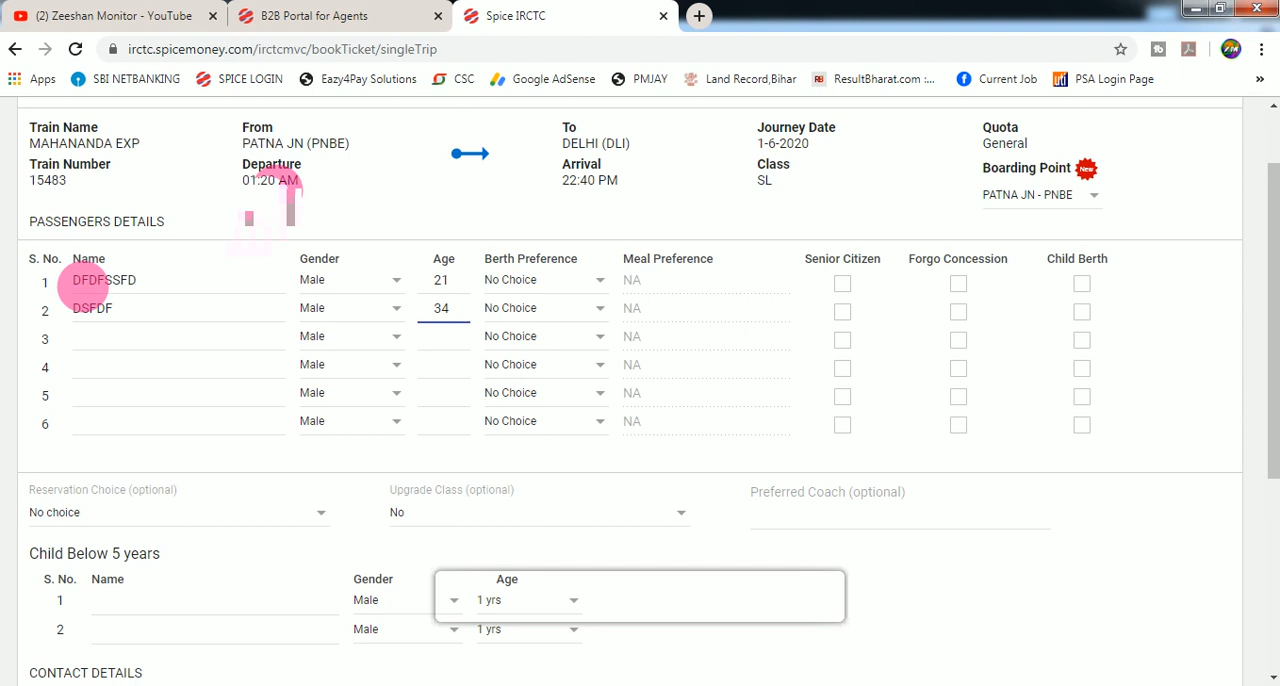 Zeeshan Monitor - YouTube
B2B Portal for Agents
Spice IRCTC
irctc.spicemoney.com/irctcmvc/bookTicket/singleTrip
Apps SBI NETBANKING SPICE LOGIN Eazy4Pay Solutions CSC Google AdSense PMJAY Land Record,Bihar ResultBharat.com :... Current Job PSA Login Page »
Train Name From To Journey Date Quota
MAHANANDA EXP PATNA JN (PNBE) DELHI (DLI) 1-6-2020 General
Train Number Departure Arrival Class Boarding Point New
15483 01:20 AM 22:40 PM SL
PATNA JN - PNBE
PASSENGERS DETAILS
S. No. Name Gender Age Berth Preference Meal Preference Senior Citizen Forgo Concession Child Berth
1 DFDFSSFD Male 21 No Choice NA
2 DSFDF Male 34 No Choice NA
3 Male No Choice NA
4 Male No Choice NA
5 Male No Choice NA
6 Male No Choice NA
Reservation Choice (optional) Upgrade Class (optional) Preferred Coach (optional)
No choice No
Child Below 5 years
S. No. Name Gender Age
1 Male 1 yrs
2 Male 1 yrs
CONTACT DETAILS